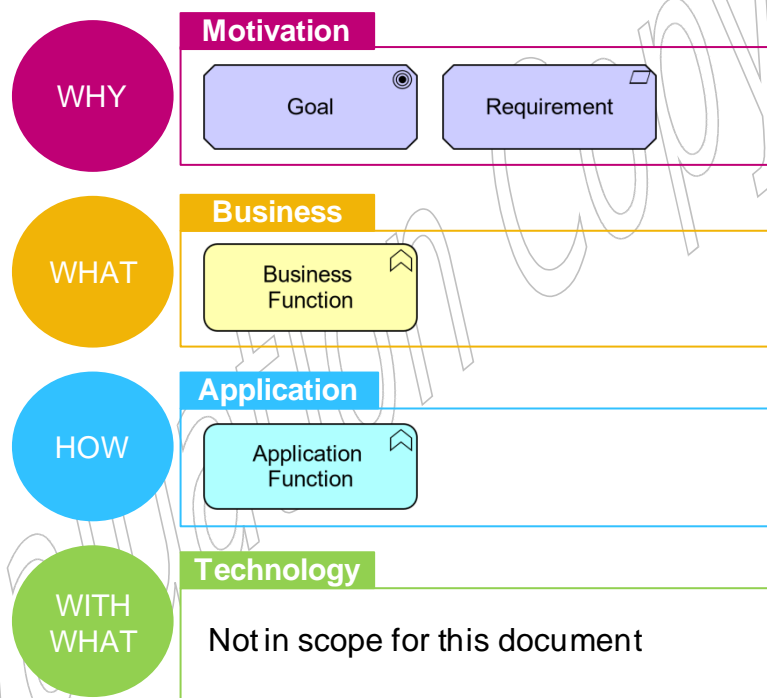 Motivation
WHY
Goal
Requirement
Business
WHAT
Business
Function
Application
HOW
Application
Function
Technology
WITH
WHAT
Not in scope for this document